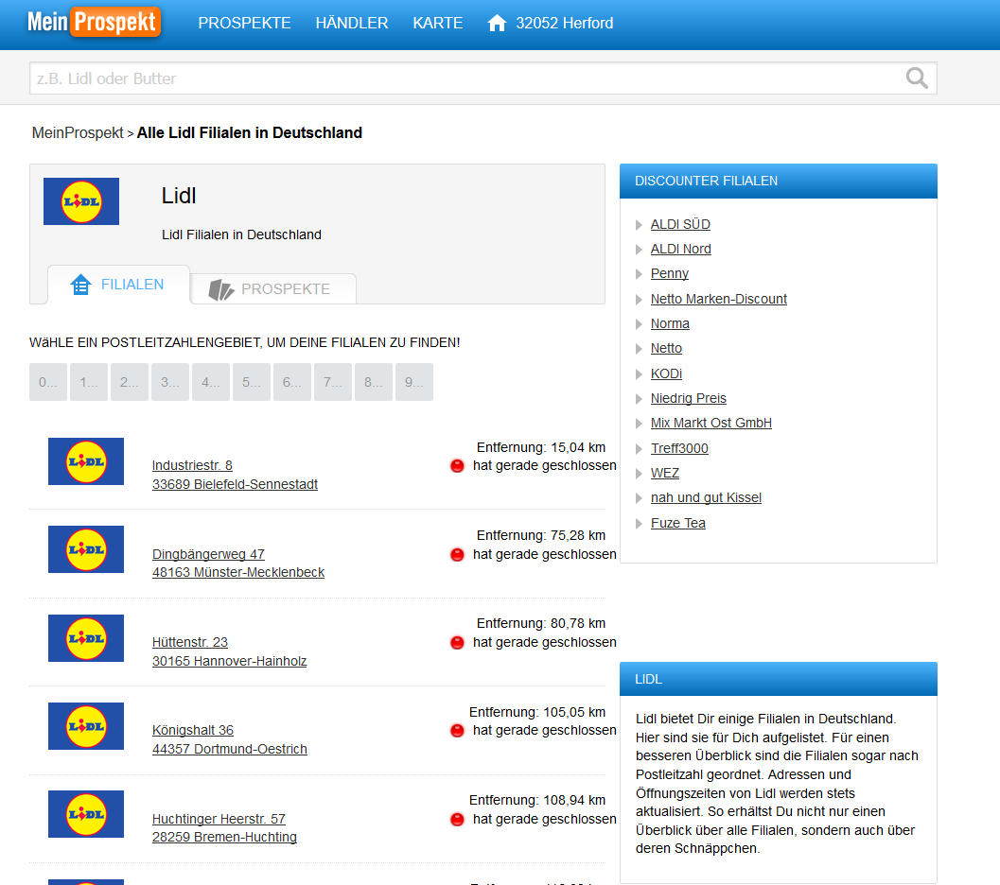 Mein Prospekt
PROSPEKTE HÄNDLER KARTE 32052 Herford
z.B. Lidl oder Butter
MeinProspekt > Alle Lidl Filialen in Deutschland
LIDL
Lidl
Lidl Filialen in Deutschland
FILIALEN
PROSPEKTE
WäHLE EIN POSTLEITZAHLENGEBIET, UM DEINE FILIALEN ZU FINDEN!
0... 1... 2... 3... 4... 5... 6... 7... 8... 9...
LIDL
Industriestr. 8
33689 Bielefeld-Sennestadt
Entfernung: 15,04 km
hat gerade geschlossen
LIDL
Dingbängerweg 47
48163 Münster-Mecklenbeck
Entfernung: 75,28 km
hat gerade geschlossen
LIDL
Hüttenstr. 23
30165 Hannover-Hainholz
Entfernung: 80,78 km
hat gerade geschlossen
LIDL
Königshalt 36
44357 Dortmund-Oestrich
Entfernung: 105,05 km
hat gerade geschlossen
LIDL
Huchtinger Heerstr. 57
28259 Bremen-Huchting
Entfernung: 108,94 km
hat gerade geschlossen
DISCOUNTER FILIALEN
ALDI SÜD
ALDI Nord
Penny
Netto Marken-Discount
Norma
Netto
KODi
Niedrig Preis
Mix Markt Ost GmbH
Treff3000
WEZ
nah und gut Kissel
Fuze Tea
LIDL
Lidl bietet Dir einige Filialen in Deutschland.
Hier sind sie für Dich aufgelistet. Für einen
besseren Überblick sind die Filialen sogar nach
Postleitzahl geordnet. Adressen und
Öffnungszeiten von Lidl werden stets
aktualisiert. So erhältst Du nicht nur einen
Überblick über alle Filialen, sondern auch über
deren Schnäppchen.